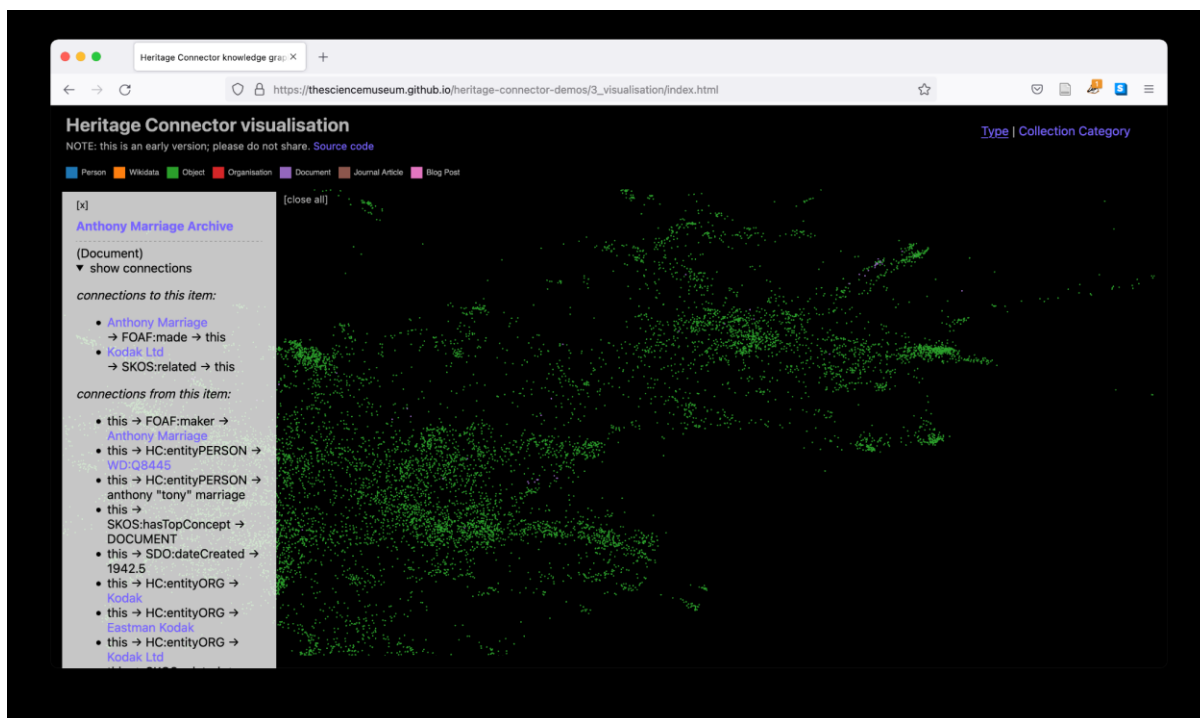 Heritage Connector knowledge grap
https://thesciencemuseum.github.io/heritage-connector-demos/3_visualisation/index.html
Heritage Connector visualisation
NOTE: this is an early version; please do not share. Source code
Type | Collection Category
Person Wikidata Object Organisation Document Journal Article Blog Post
[x]
[close all]
Anthony Marriage Archive
(Document)
▼ show connections
connections to this item:
• Anthony Marriage
→ FOAF:made → this
• Kodak Ltd
→ SKOS:related → this
connections from this item:
• this → FOAF:maker →
Anthony Marriage
• this → HC:entityPERSON →
WD:Q8445
• this → HC:entityPERSON →
anthony "tony" marriage
• this →
SKOS:hasTopConcept →
DOCUMENT
• this → SDO:dateCreated →
1942.5
• this → HC:entityORG →
Kodak
• this → HC:entityORG →
Eastman Kodak
• this → HC:entityORG →
Kodak Ltd